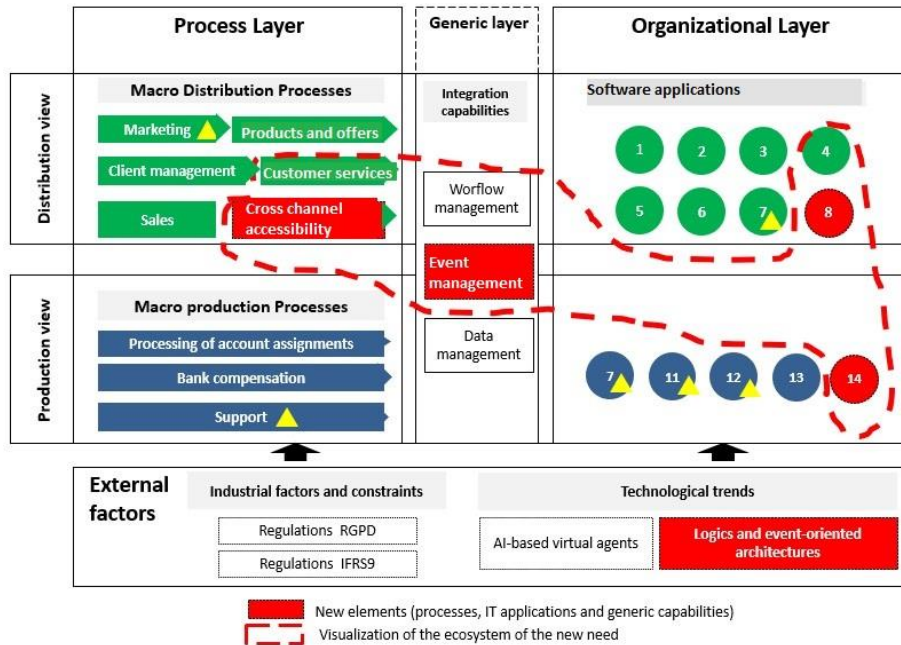 Process Layer
Generic layer
Organizational Layer
Distribution view
Macro Distribution Processes
Marketing
Products and offers
Client management
Customer services
Sales
Cross channel
accessibility
Integration
capabilities
Worflow
management
Event
management
Data
management
Software applications
1
2
3
4
5
6
7
8
Production view
Macro production Processes
Processing of account assignments
Bank compensation
Support
7
11
12
13
14
External
factors
Industrial factors and constraints
Regulations RGPD
Regulations IFRS9
Technological trends
AI-based virtual agents
Logics and event-oriented
architectures
New elements (processes, IT applications and generic capabilities)
Visualization of the ecosystem of the new need